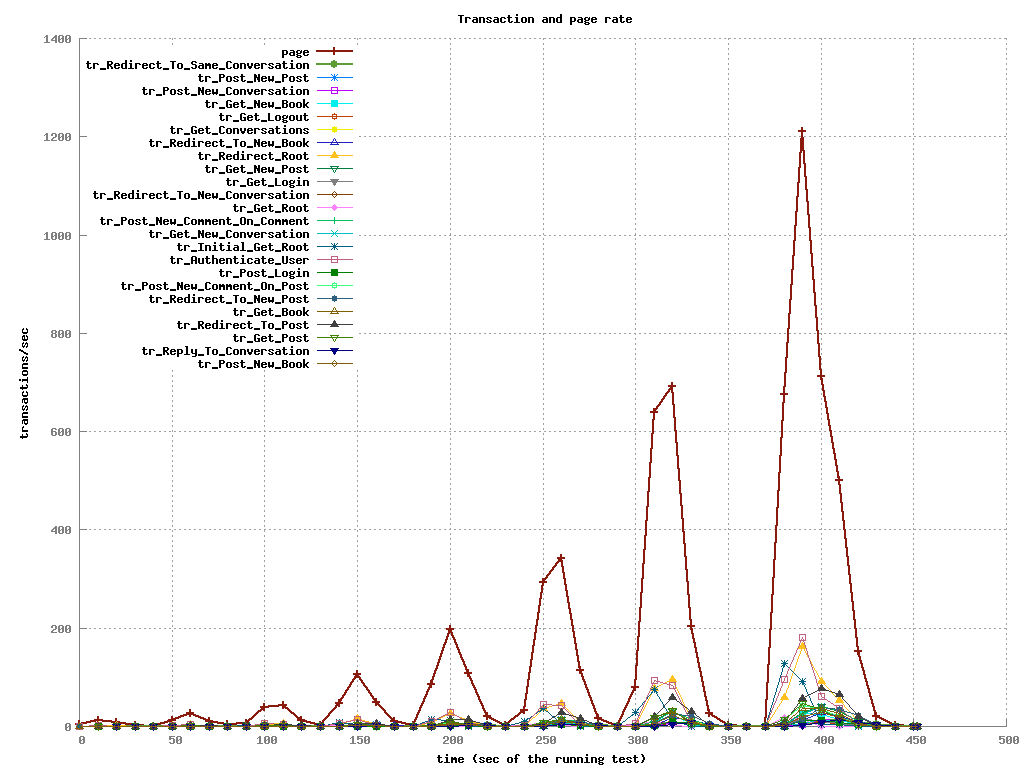 Transaction and page rate
1400
1200
1000
800
600
400
200
0
transactions/sec
page
tr_Redirect_To_Same_Conversation
tr_Post_New_Post
tr_Post_New_Conversation
tr_Get_New_Book
tr_Get_Logout
tr_Get_Conversations
tr_Redirect_To_New_Book
tr_Redirect_Root
tr_Get_New_Post
tr_Get_Login
tr_Redirect_To_New_Conversation
tr_Get_Root
tr_Post_New_Comment_On_Comment
tr_Get_New_Conversation
tr_Initial_Get_Root
tr_Authenticate_User
tr_Post_Login
tr_Post_New_Comment_On_Post
tr_Redirect_To_New_Post
tr_Get_Book
tr_Redirect_To_Post
tr_Get_Post
tr_Reply_To_Conversation
tr_Post_New_Book
0 50 100 150 200 250 300 350 400 450 500
time (sec of the running test)